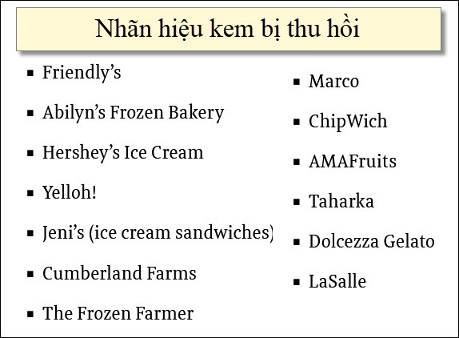 Nhãn hiệu kem bị thu hồi
▪ Friendly’s
▪ Abilyn’s Frozen Bakery
▪ Hershey’s Ice Cream
▪ Yelloh!
▪ Jeni’s (ice cream sandwiches)
▪ Cumberland Farms
▪ The Frozen Farmer
▪ Marco
▪ ChipWich
▪ AMAFruits
▪ Taharka
▪ Dolcezza Gelato
▪ LaSalle